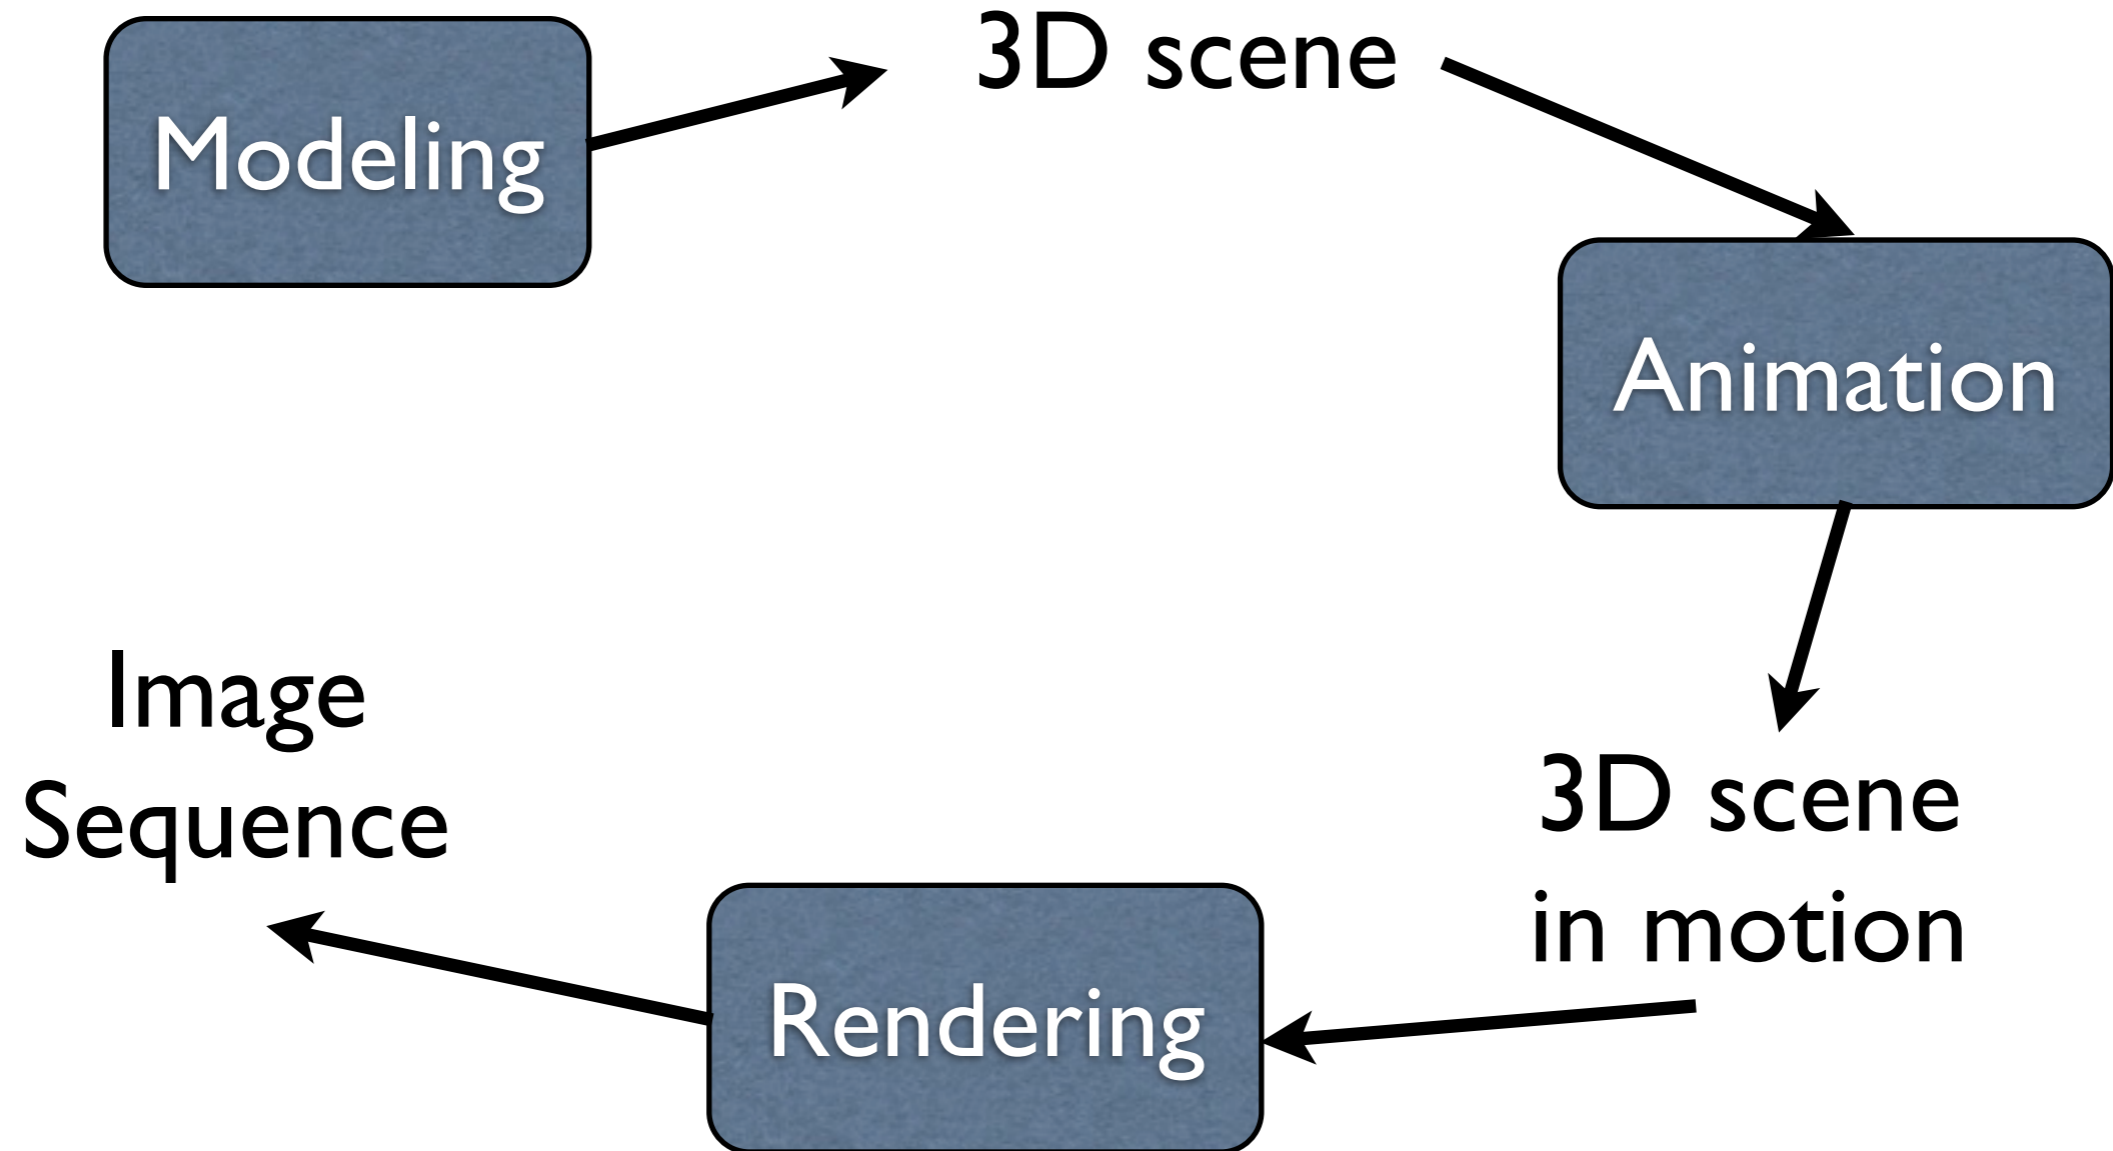 Modeling
3D scene
Animation
3D scene
in motion
Rendering
Image
Sequence